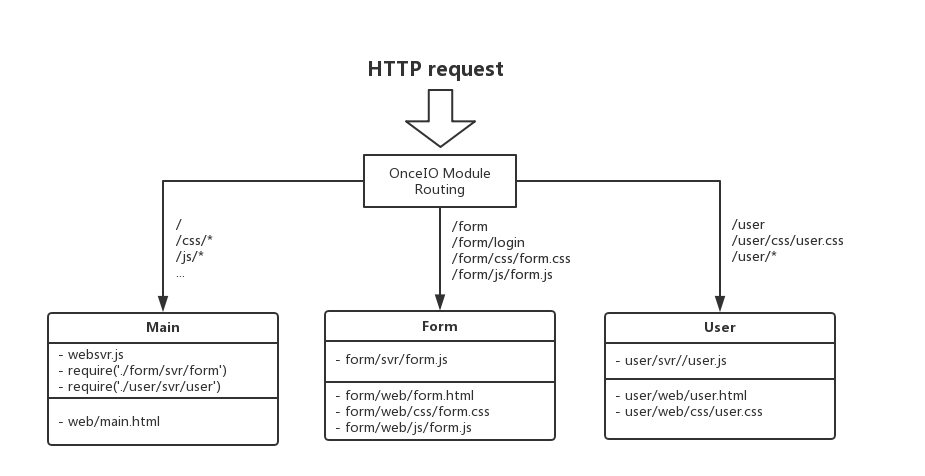 HTTP request
OnceIO Module
Routing
/
/css/*
/js/*
...
/form
/form/login
/form/css/form.css
/form/js/form.js
/user
/user/css/user.css
/user/*
Main
- websvr.js
- require('./form/svr/form')
- require('./user/svr/user')
- web/main.html
Form
- form/svr/form.js
- form/web/form.html
- form/web/css/form.css
- form/web/js/form.js
User
- user/svr//user.js
- user/web/user.html
- user/web/css/user.css